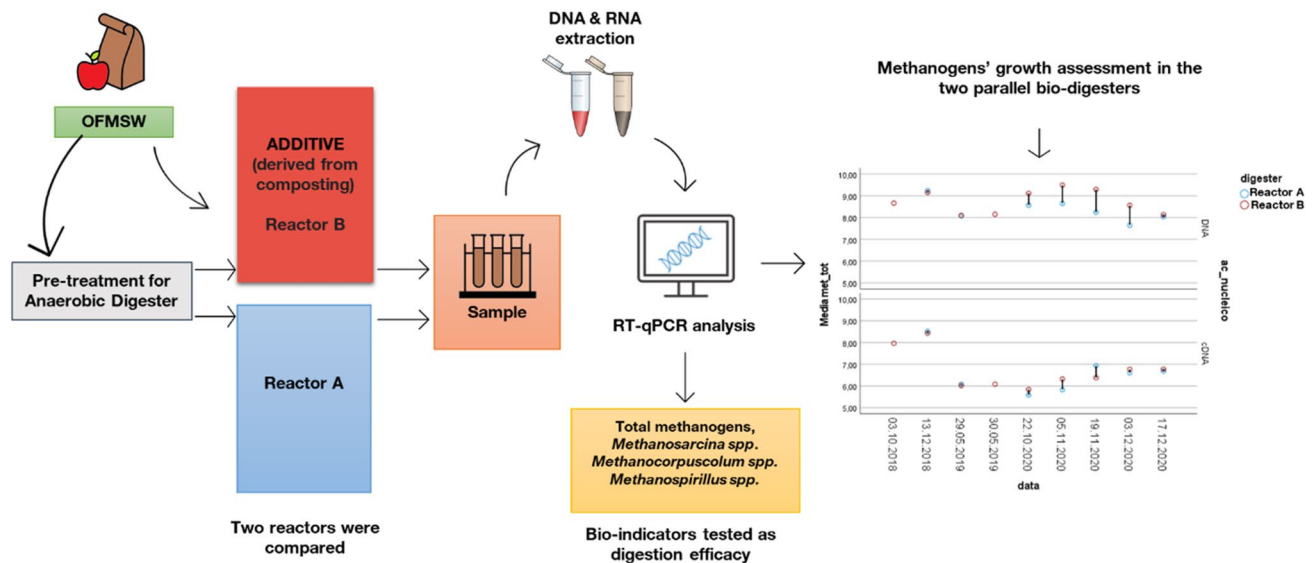 OFMSW
Pre-treatment for
Anaerobic Digester
ADDITIVE
(derived from
composting)
Reactor B
Reactor A
Two reactors were
compared
Sample
DNA & RNA
extraction
RT-qPCR analysis
Total methanogens,
Methanosarcina spp.
Methanocorpuscolum spp.
Methanospirillus spp.
Bio-indicators tested as
digestion efficacy
Methanogens' growth assessment in the
two parallel bio-digesters
digester
Reactor A
Reactor B
Mediamet_tot
10,00
9,00
8,00
7,00
6,00
5,00
DNA
10,00
9,00
8,00
7,00
6,00
5,00
cDNA
ac_nucleico
03.10.2018
13.12.2018
29.05.2019
30.05.2019
22.10.2020
05.11.2020
19.11.2020
03.12.2020
17.12.2020
data